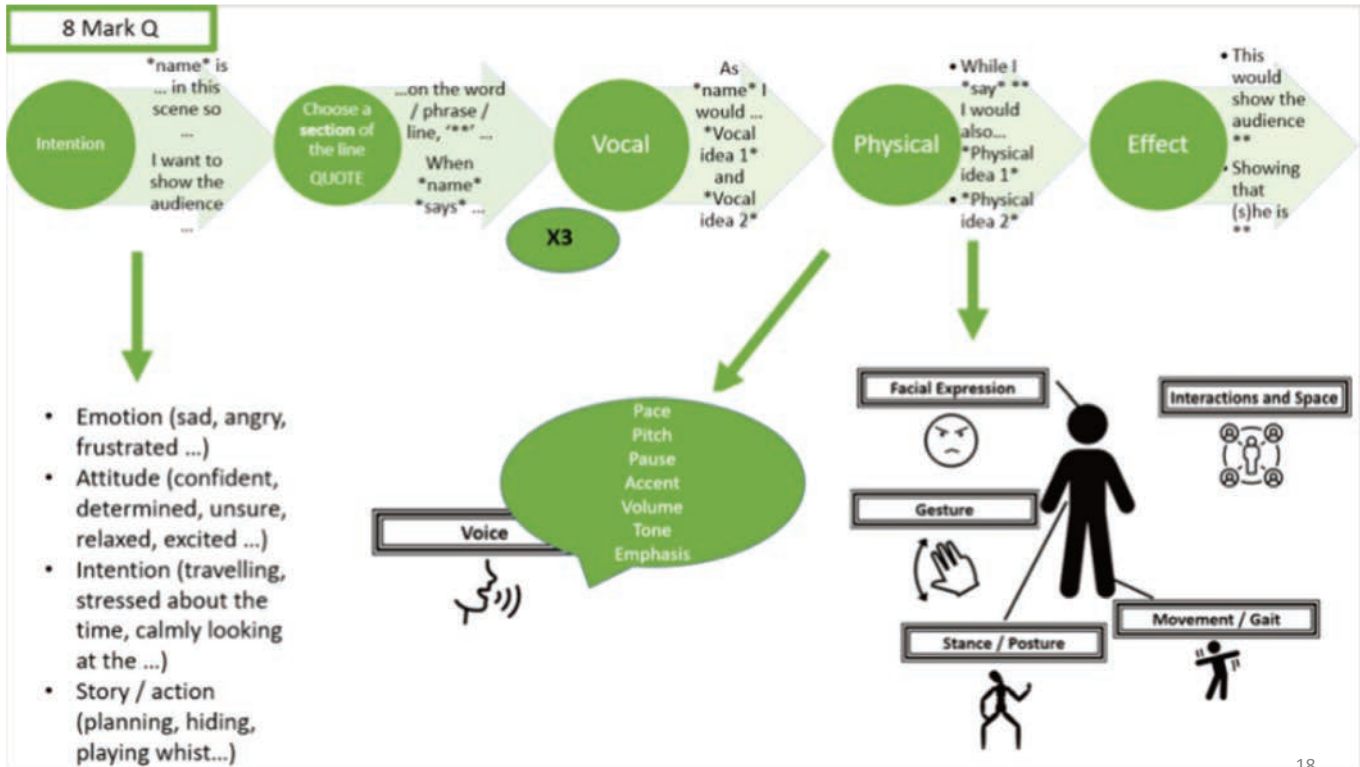 8 Mark Q
Intention
*name* is
... in this
scene so
...
I want to
show the
audience
...
Choose a
section of
the line
QUOTE
...on the word
/ phrase /
line, ‘**’ ...
When
*name*
*says* ...
X3
Vocal
As
*name* I
would ...
*Vocal
idea 1*
and
*Vocal
idea 2*
Physical
• While I
*say* **
I would
also...
*Physical
idea 1*
• *Physical
idea 2*
Effect
• This
would
show the
audience
**
• Showing
that
(s)he is
**
• Emotion (sad, angry,
frustrated ...)
• Attitude (confident,
determined, unsure,
relaxed, excited ...)
• Intention (travelling,
stressed about the
time, calmly looking
at the ...)
• Story / action
(planning, hiding,
playing whist...)
Voice
Pace
Pitch
Pause
Accent
Volume
Tone
Emphasis
Facial Expression
Interactions and Space
Gesture
Movement / Gait
Stance / Posture
18